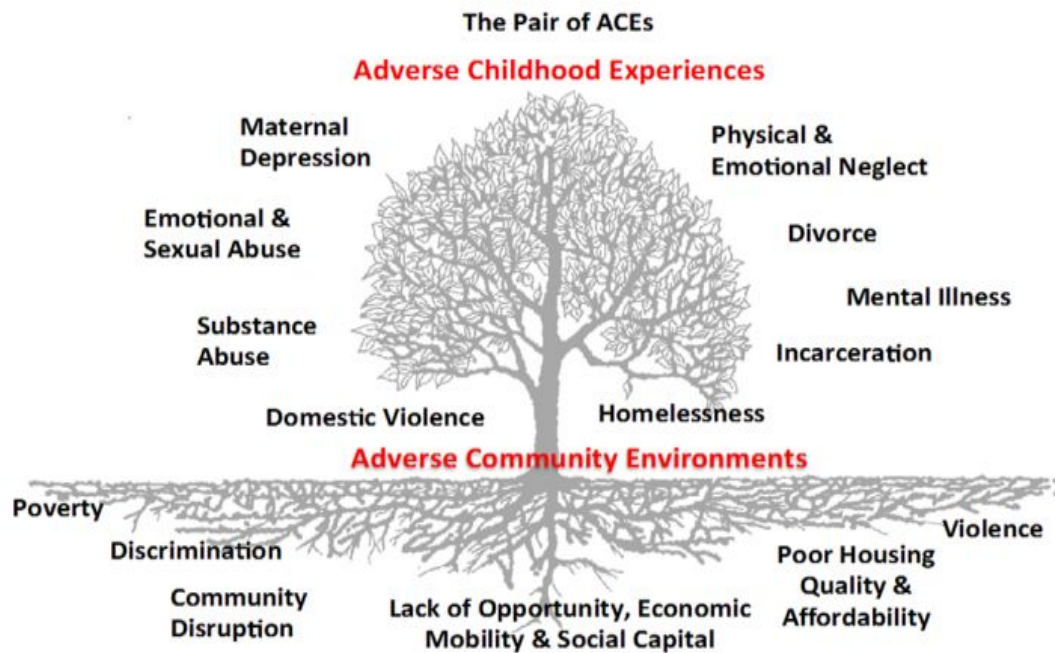 The Pair of ACEs
Adverse Childhood Experiences
Maternal
Depression
Physical &
Emotional Neglect
Emotional &
Sexual Abuse
Divorce
Mental Illness
Substance
Abuse
Incarceration
Domestic Violence
Homelessness
Adverse Community Environments
Poverty
Violence
Discrimination
Poor Housing
Quality &
Affordability
Community
Disruption
Lack of Opportunity, Economic
Mobility & Social Capital